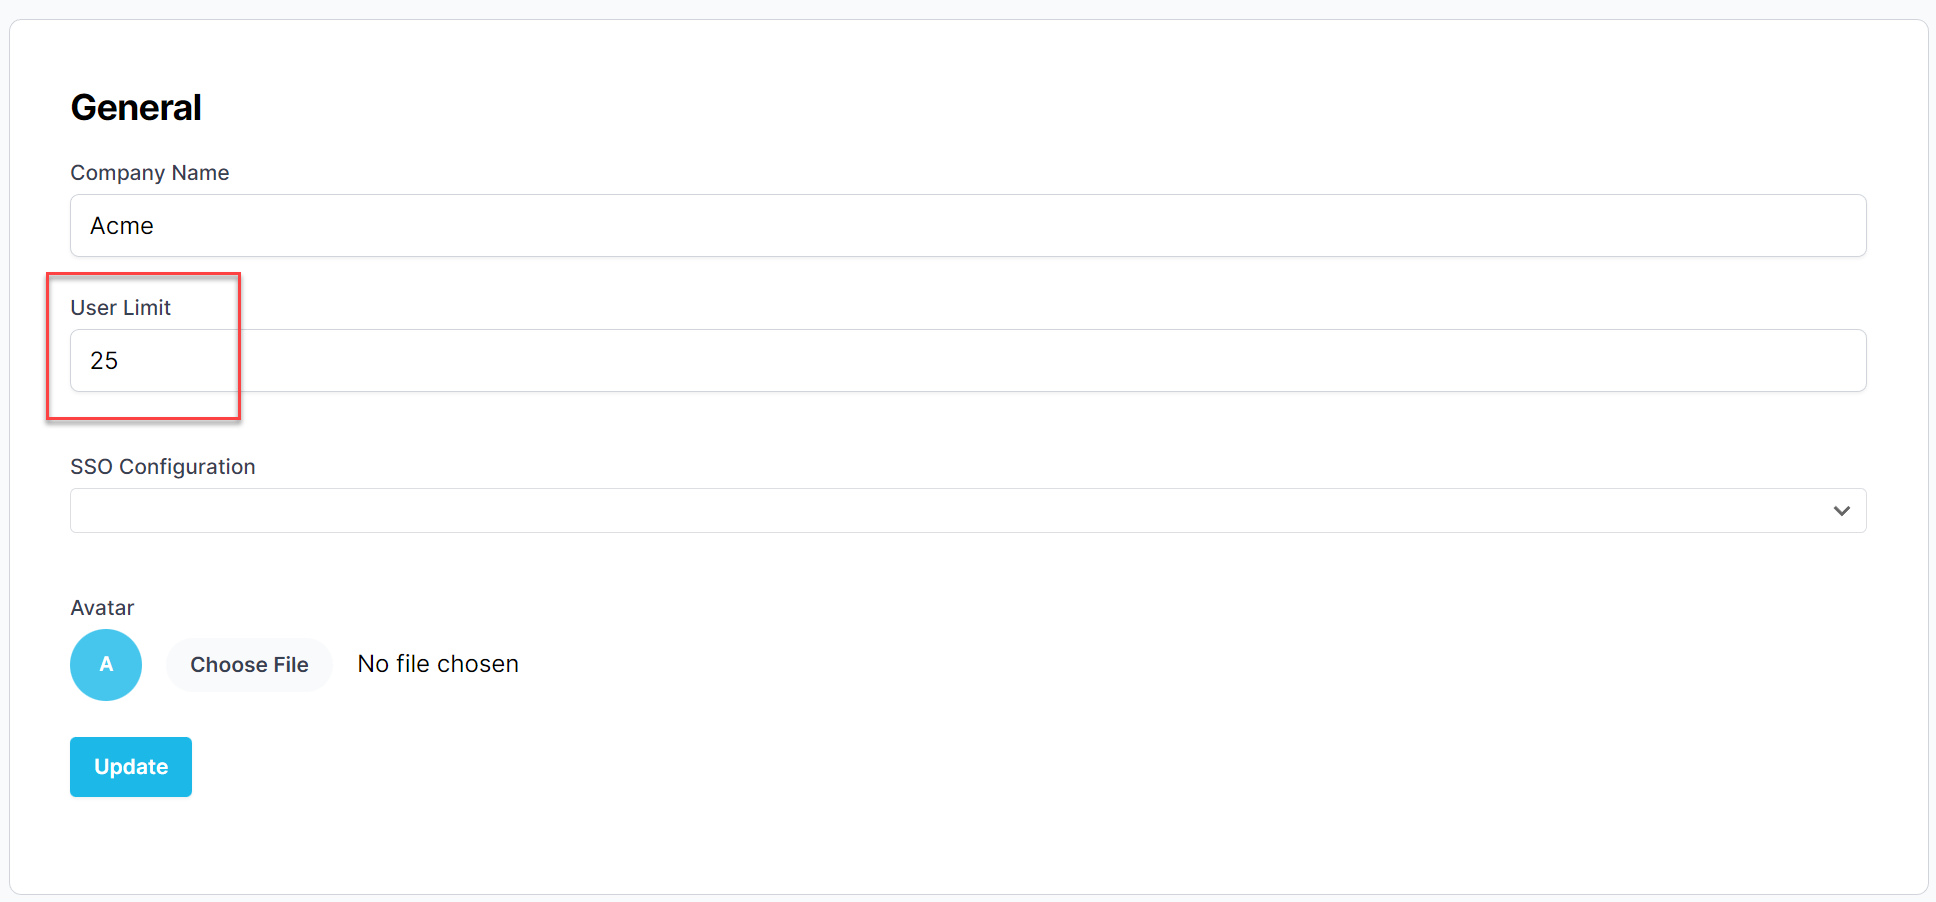 General
Company Name
Acme
User Limit
25
SSO Configuration
Avatar
A Choose File No file chosen
Update